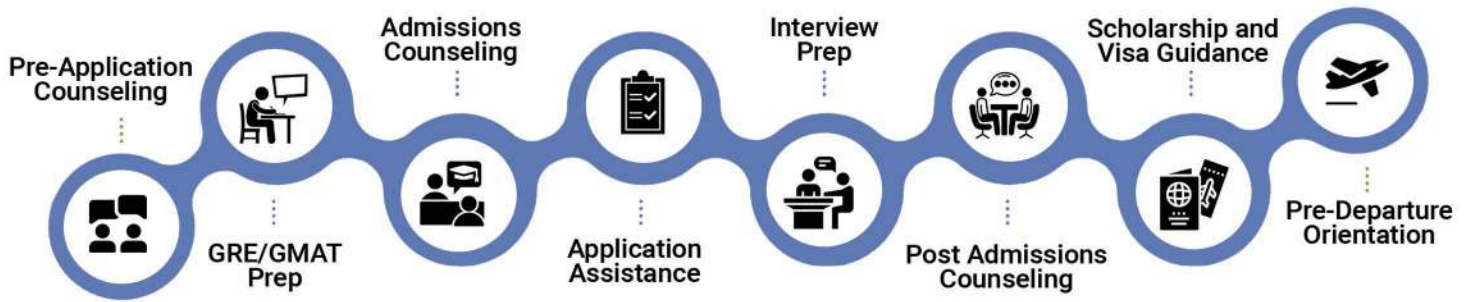 Pre-Application
Counseling
GRE/GMAT
Prep
Admissions
Counseling
Application
Assistance
Interview
Prep
Post Admissions
Counseling
Scholarship and
Visa Guidance
Pre-Departure
Orientation